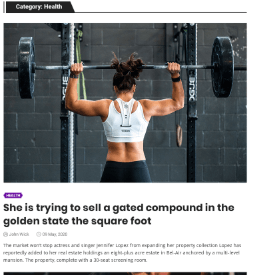 Category: Health
HEALTH
She is trying to sell a gated compound in the
golden state the square foot
John Wick 09 May, 2020
The market won't stop actress and singer Jennifer Lopez from expanding her property collection Lopez has
reportedly added to her real estate holdings an eight-plus acre estate in Bel-Air anchored by a multi-level
mansion. The property, complete with a 30-seat screening room.